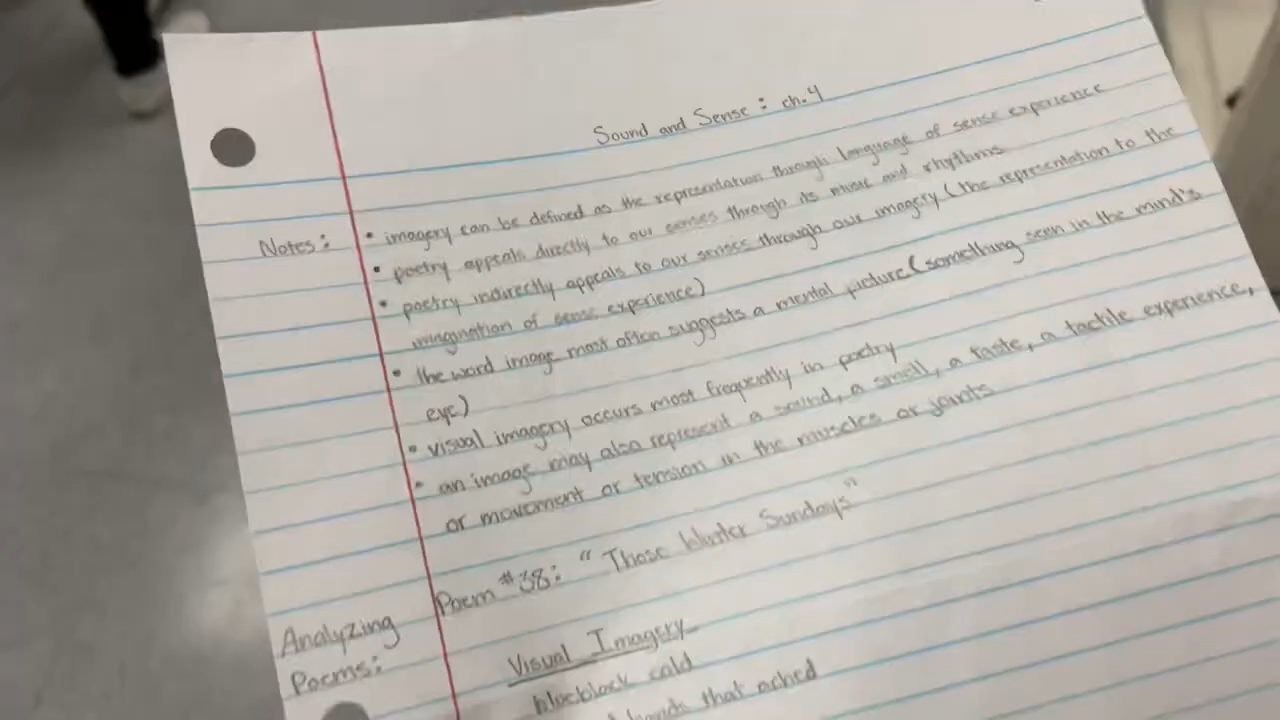 Sound and Sense: ch.4
Notes:
• imagery can be defined as the representation through language of sense experience
• poetry appeals directly to our senses through its music and rhythms
• poetry indirectly appeals to our senses through our imagery (the representation to the
imagination of sense experience)
• the word image most often suggests a mental picture (something seen in the mind's
eye)
• visual imagery occurs most frequently in poetry
• an image may also represent a sound, a smell, a taste, a tactile experience,
or movement or tension in the muscles or joints
Poem #38: "Those Winter Sundays"
Analyzing
Poems:
Visual Imagery
blueblack cold
hands that ached